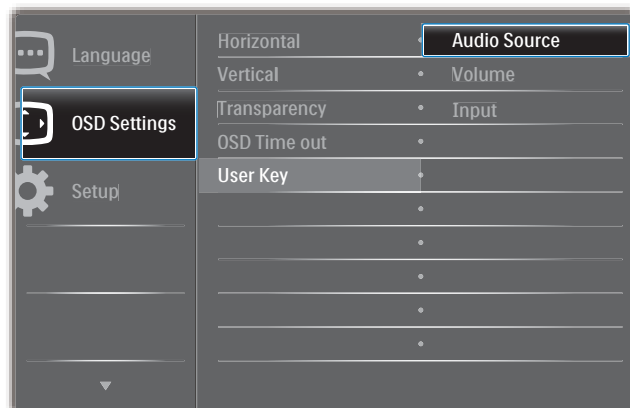 Language
OSD Settings
Setup
Horizontal
Vertical
Transparency
OSD Time out
User Key
Audio Source
Volume
Input